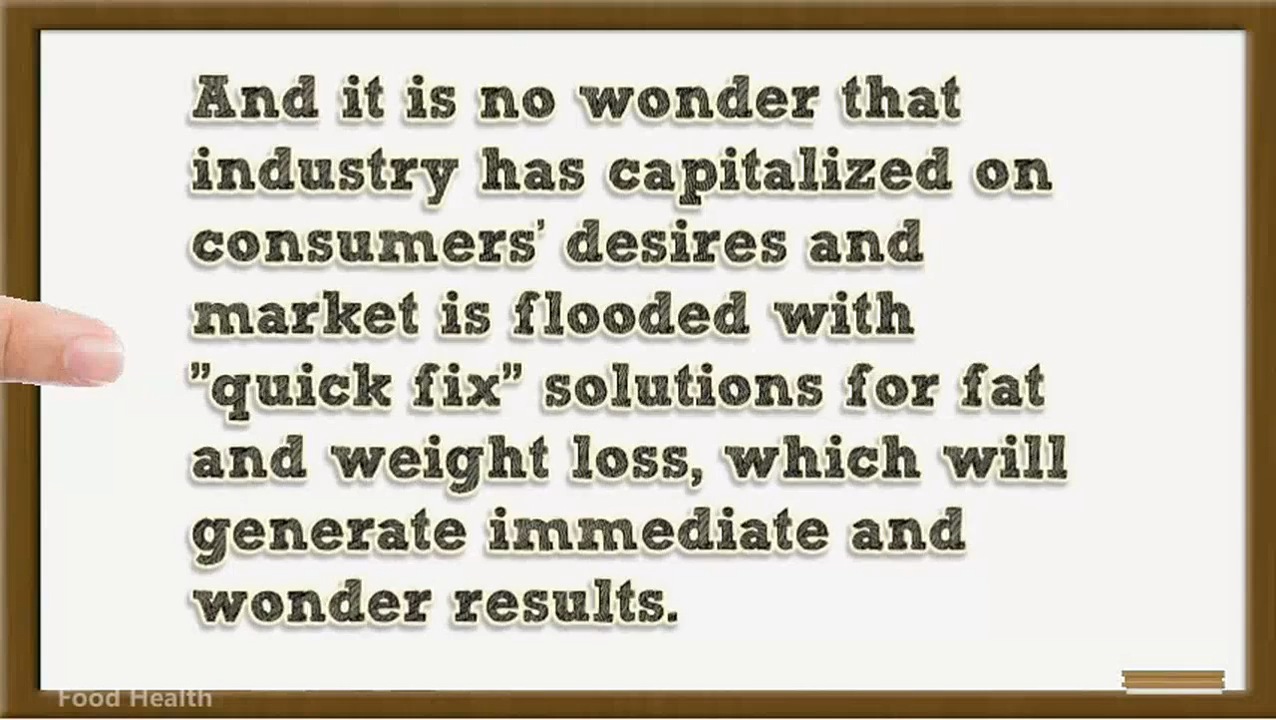 And it is no wonder that
industry has capitalized on
consumers' desires and
market is flooded with
"quick fix" solutions for fat
and weight loss, which will
generate immediate and
wonder results.
Food Health